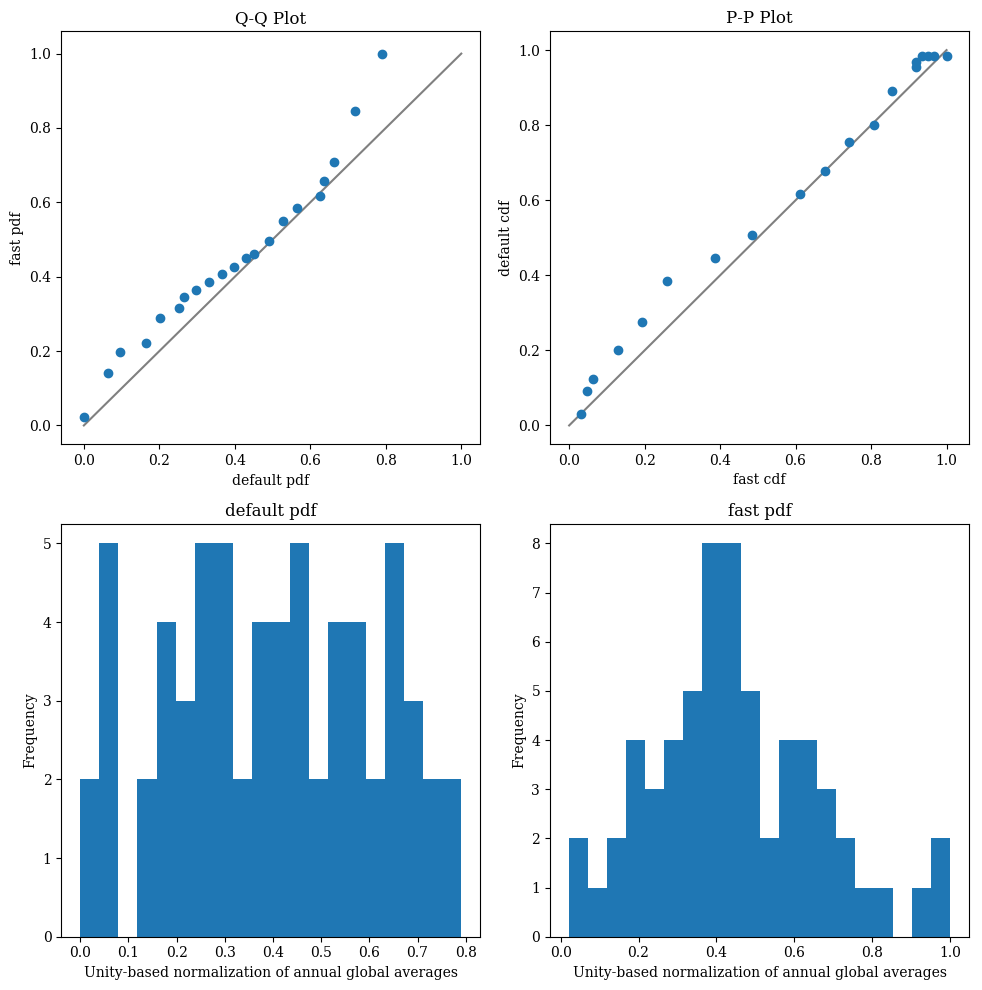 Q-Q Plot
1.0
0.8
0.6
0.4
0.2
0.0
fast pdf
0.0 0.2 0.4 0.6 0.8 1.0
default pdf
P-P Plot
1.0
0.8
0.6
0.4
0.2
0.0
default cdf
0.0 0.2 0.4 0.6 0.8 1.0
fast cdf
default pdf
5
4
3
2
1
0
Frequency
0.0 0.1 0.2 0.3 0.4 0.5 0.6 0.7 0.8
Unity-based normalization of annual global averages
fast pdf
8
7
6
5
4
3
2
1
0
Frequency
0.0 0.2 0.4 0.6 0.8 1.0
Unity-based normalization of annual global averages